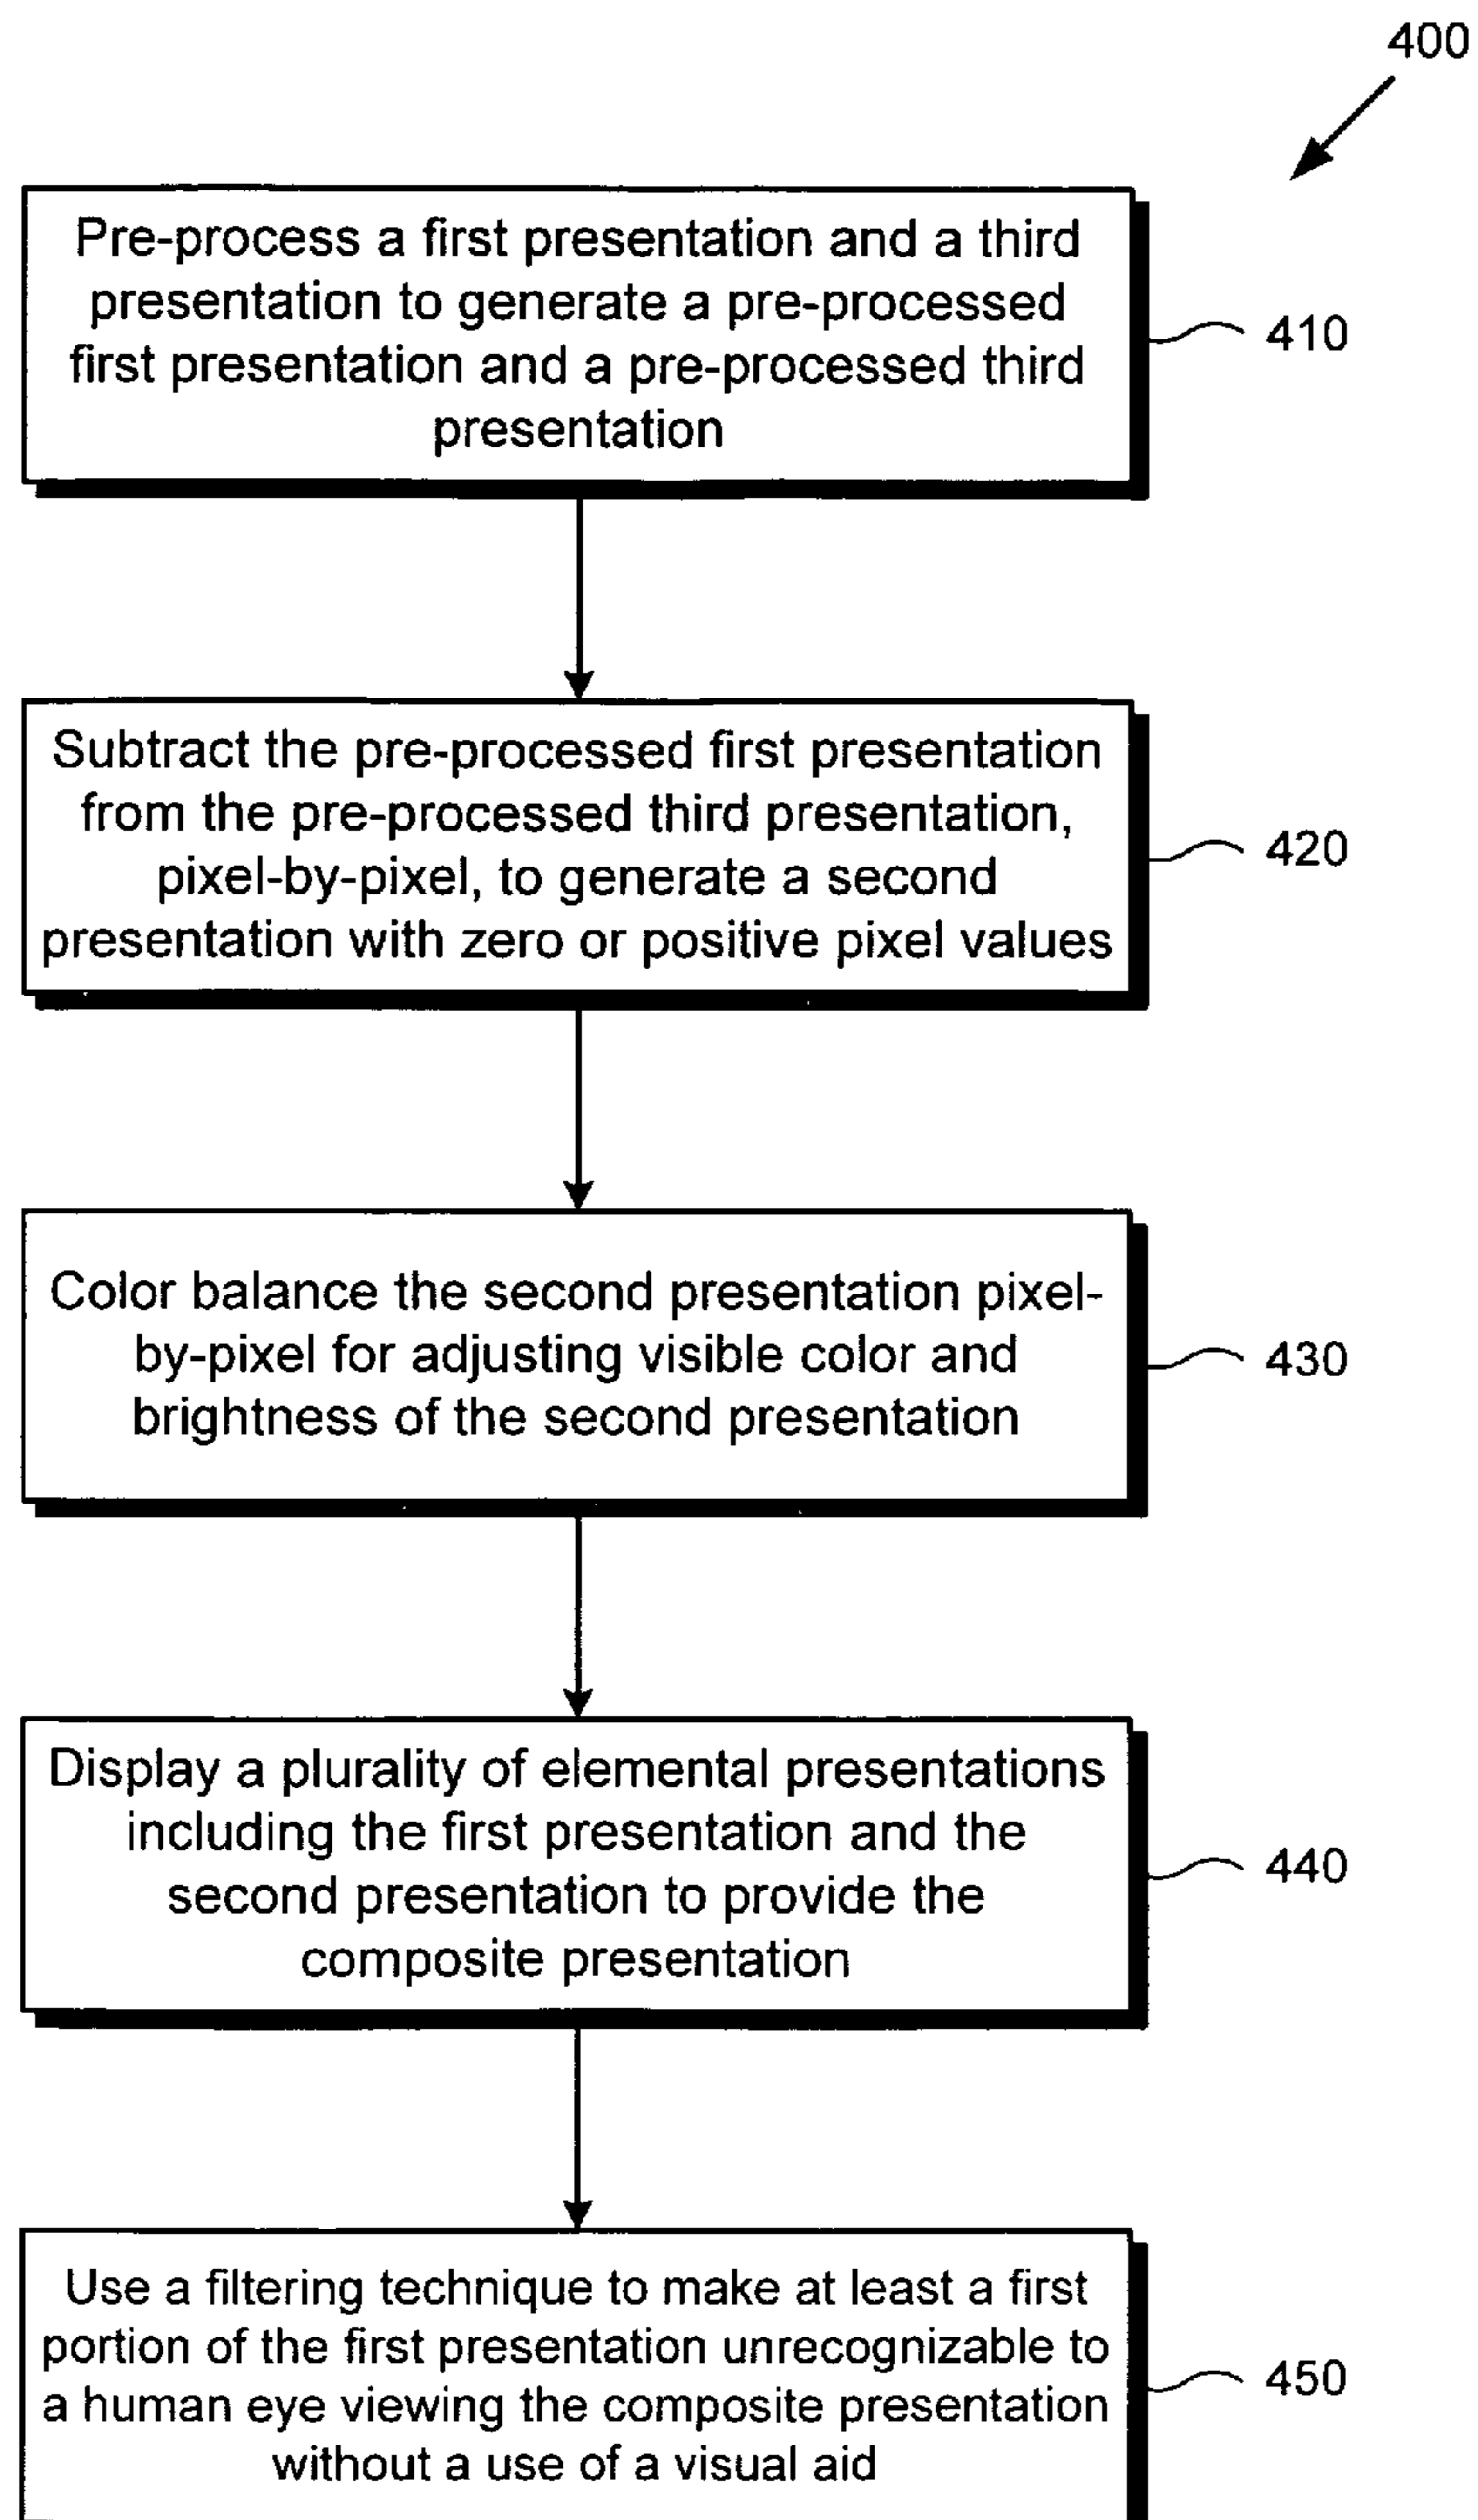 400
Pre-process a first presentation and a third
presentation to generate a pre-processed
first presentation and a pre-processed third
presentation
410
Subtract the pre-processed first presentation
from the pre-processed third presentation,
pixel-by-pixel, to generate a second
presentation with zero or positive pixel values
420
Color balance the second presentation pixel-
by-pixel for adjusting visible color and
brightness of the second presentation
430
Display a plurality of elemental presentations
including the first presentation and the
second presentation to provide the
composite presentation
440
Use a filtering technique to make at least a first
portion of the first presentation unrecognizable to
a human eye viewing the composite presentation
without a use of a visual aid
450